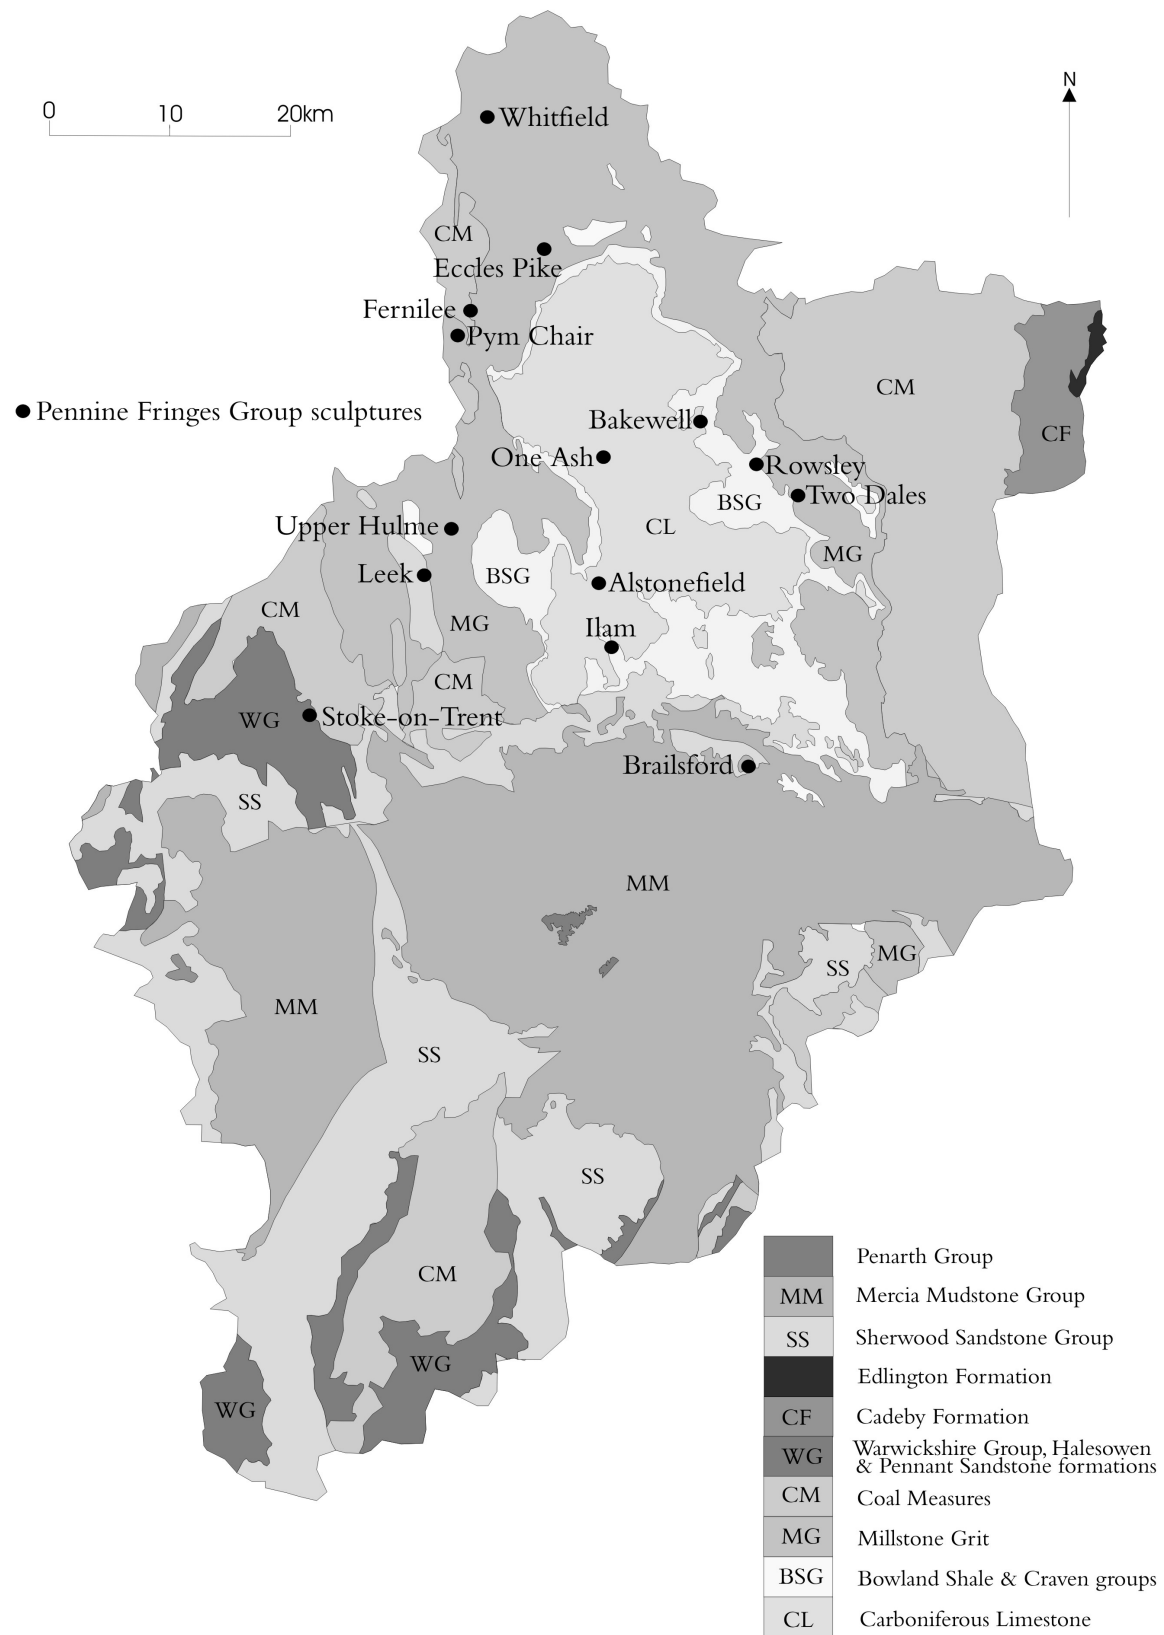 N
0 10 20km
Whitfield
CM
Eccles Pike
Fernilee
Pym Chair
CM
Pennine Fringes Group sculptures
Bakewell
CF
One Ash
Rowsley
BSG
Two Dales
Upper Hulme
CL
MG
Leek
BSG
Alstonefield
CM
MG
Ilam
CM
WG
Stoke-on-Trent
Brailsford
SS
MM
MG
SS
MM
SS
SS
CM
WG
WG
Penarth Group
MM Mercia Mudstone Group
SS Sherwood Sandstone Group
Edlington Formation
CF Cadeby Formation
WG Warwickshire Group, Halesowen
& Pennant Sandstone formations
CM Coal Measures
MG Millstone Grit
BSG Bowland Shale & Craven groups
CL Carboniferous Limestone